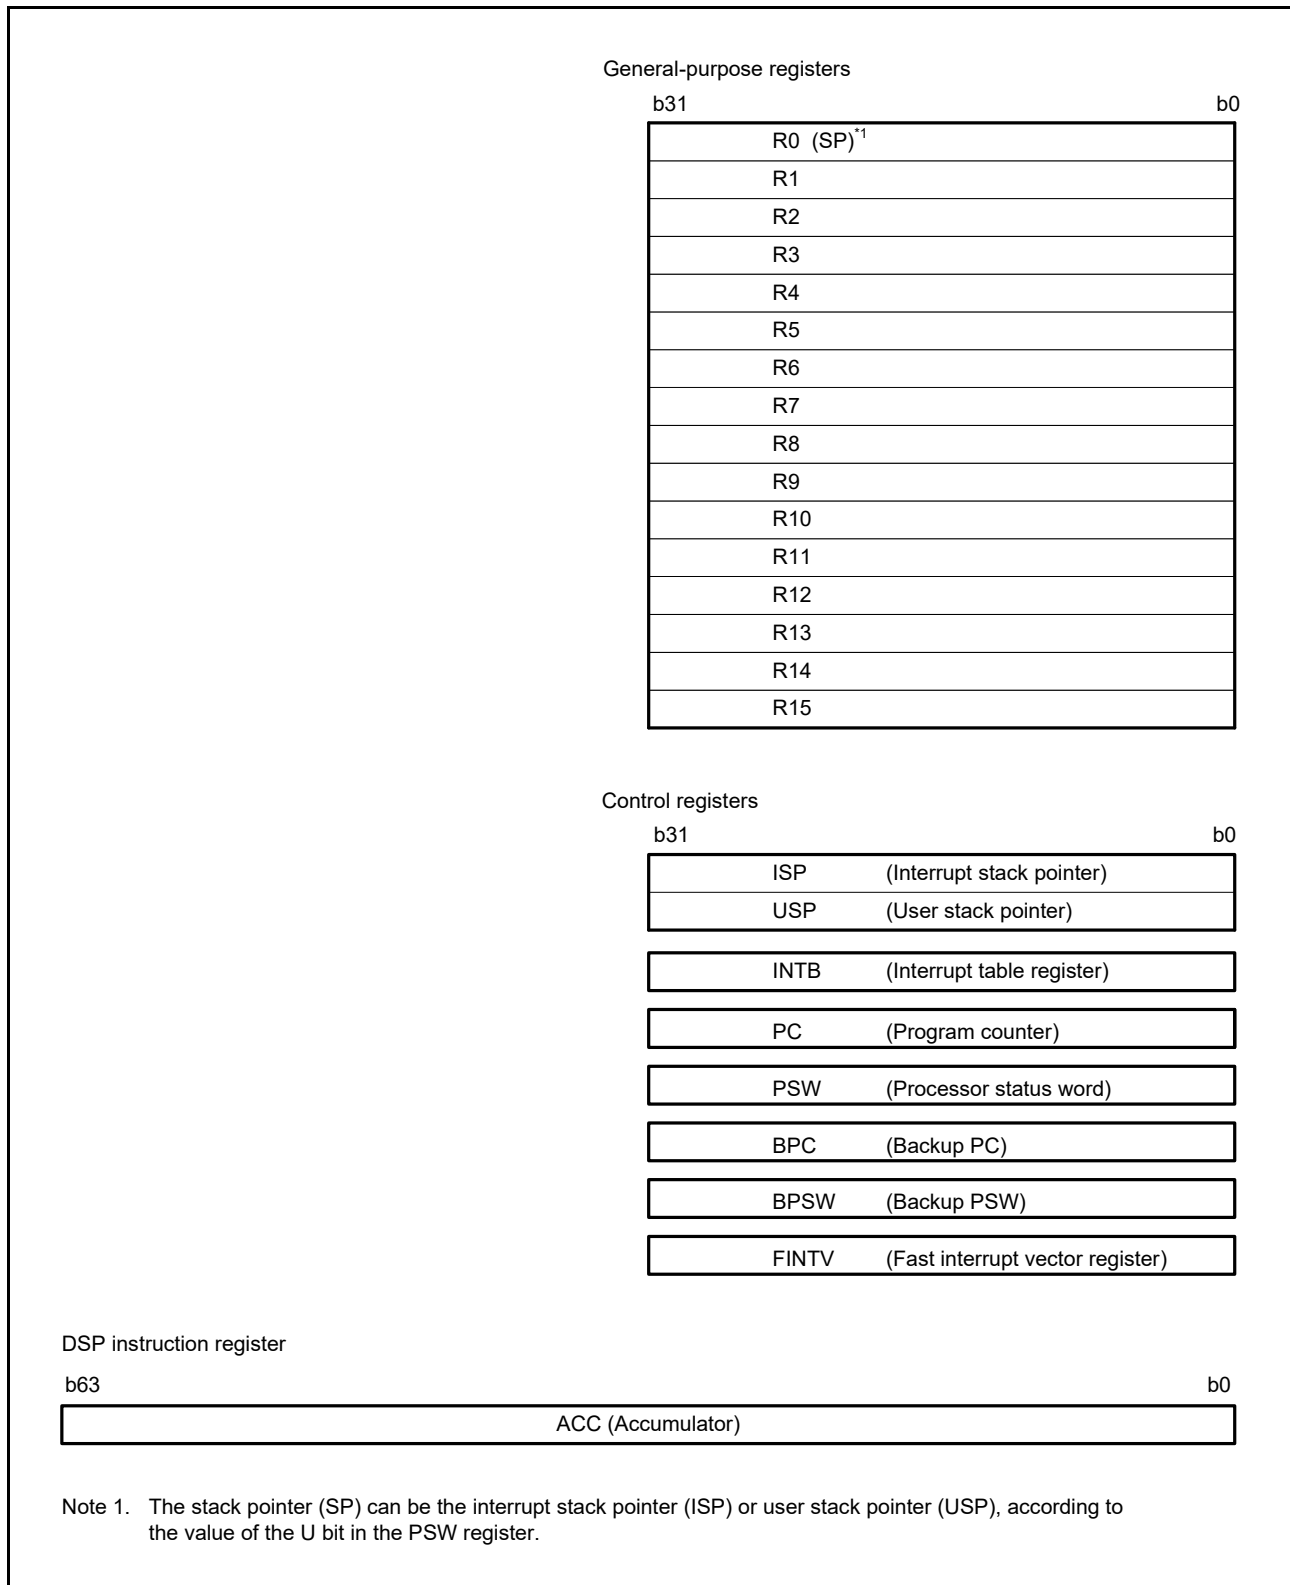 General-purpose registers
b31 b0
R0 (SP)*1
R1
R2
R3
R4
R5
R6
R7
R8
R9
R10
R11
R12
R13
R14
R15
Control registers
b31 b0
ISP (Interrupt stack pointer)
USP (User stack pointer)
INTB (Interrupt table register)
PC (Program counter)
PSW (Processor status word)
BPC (Backup PC)
BPSW (Backup PSW)
FINTV (Fast interrupt vector register)
DSP instruction register
b63 b0
ACC (Accumulator)
Note 1. The stack pointer (SP) can be the interrupt stack pointer (ISP) or user stack pointer (USP), according to
the value of the U bit in the PSW register.